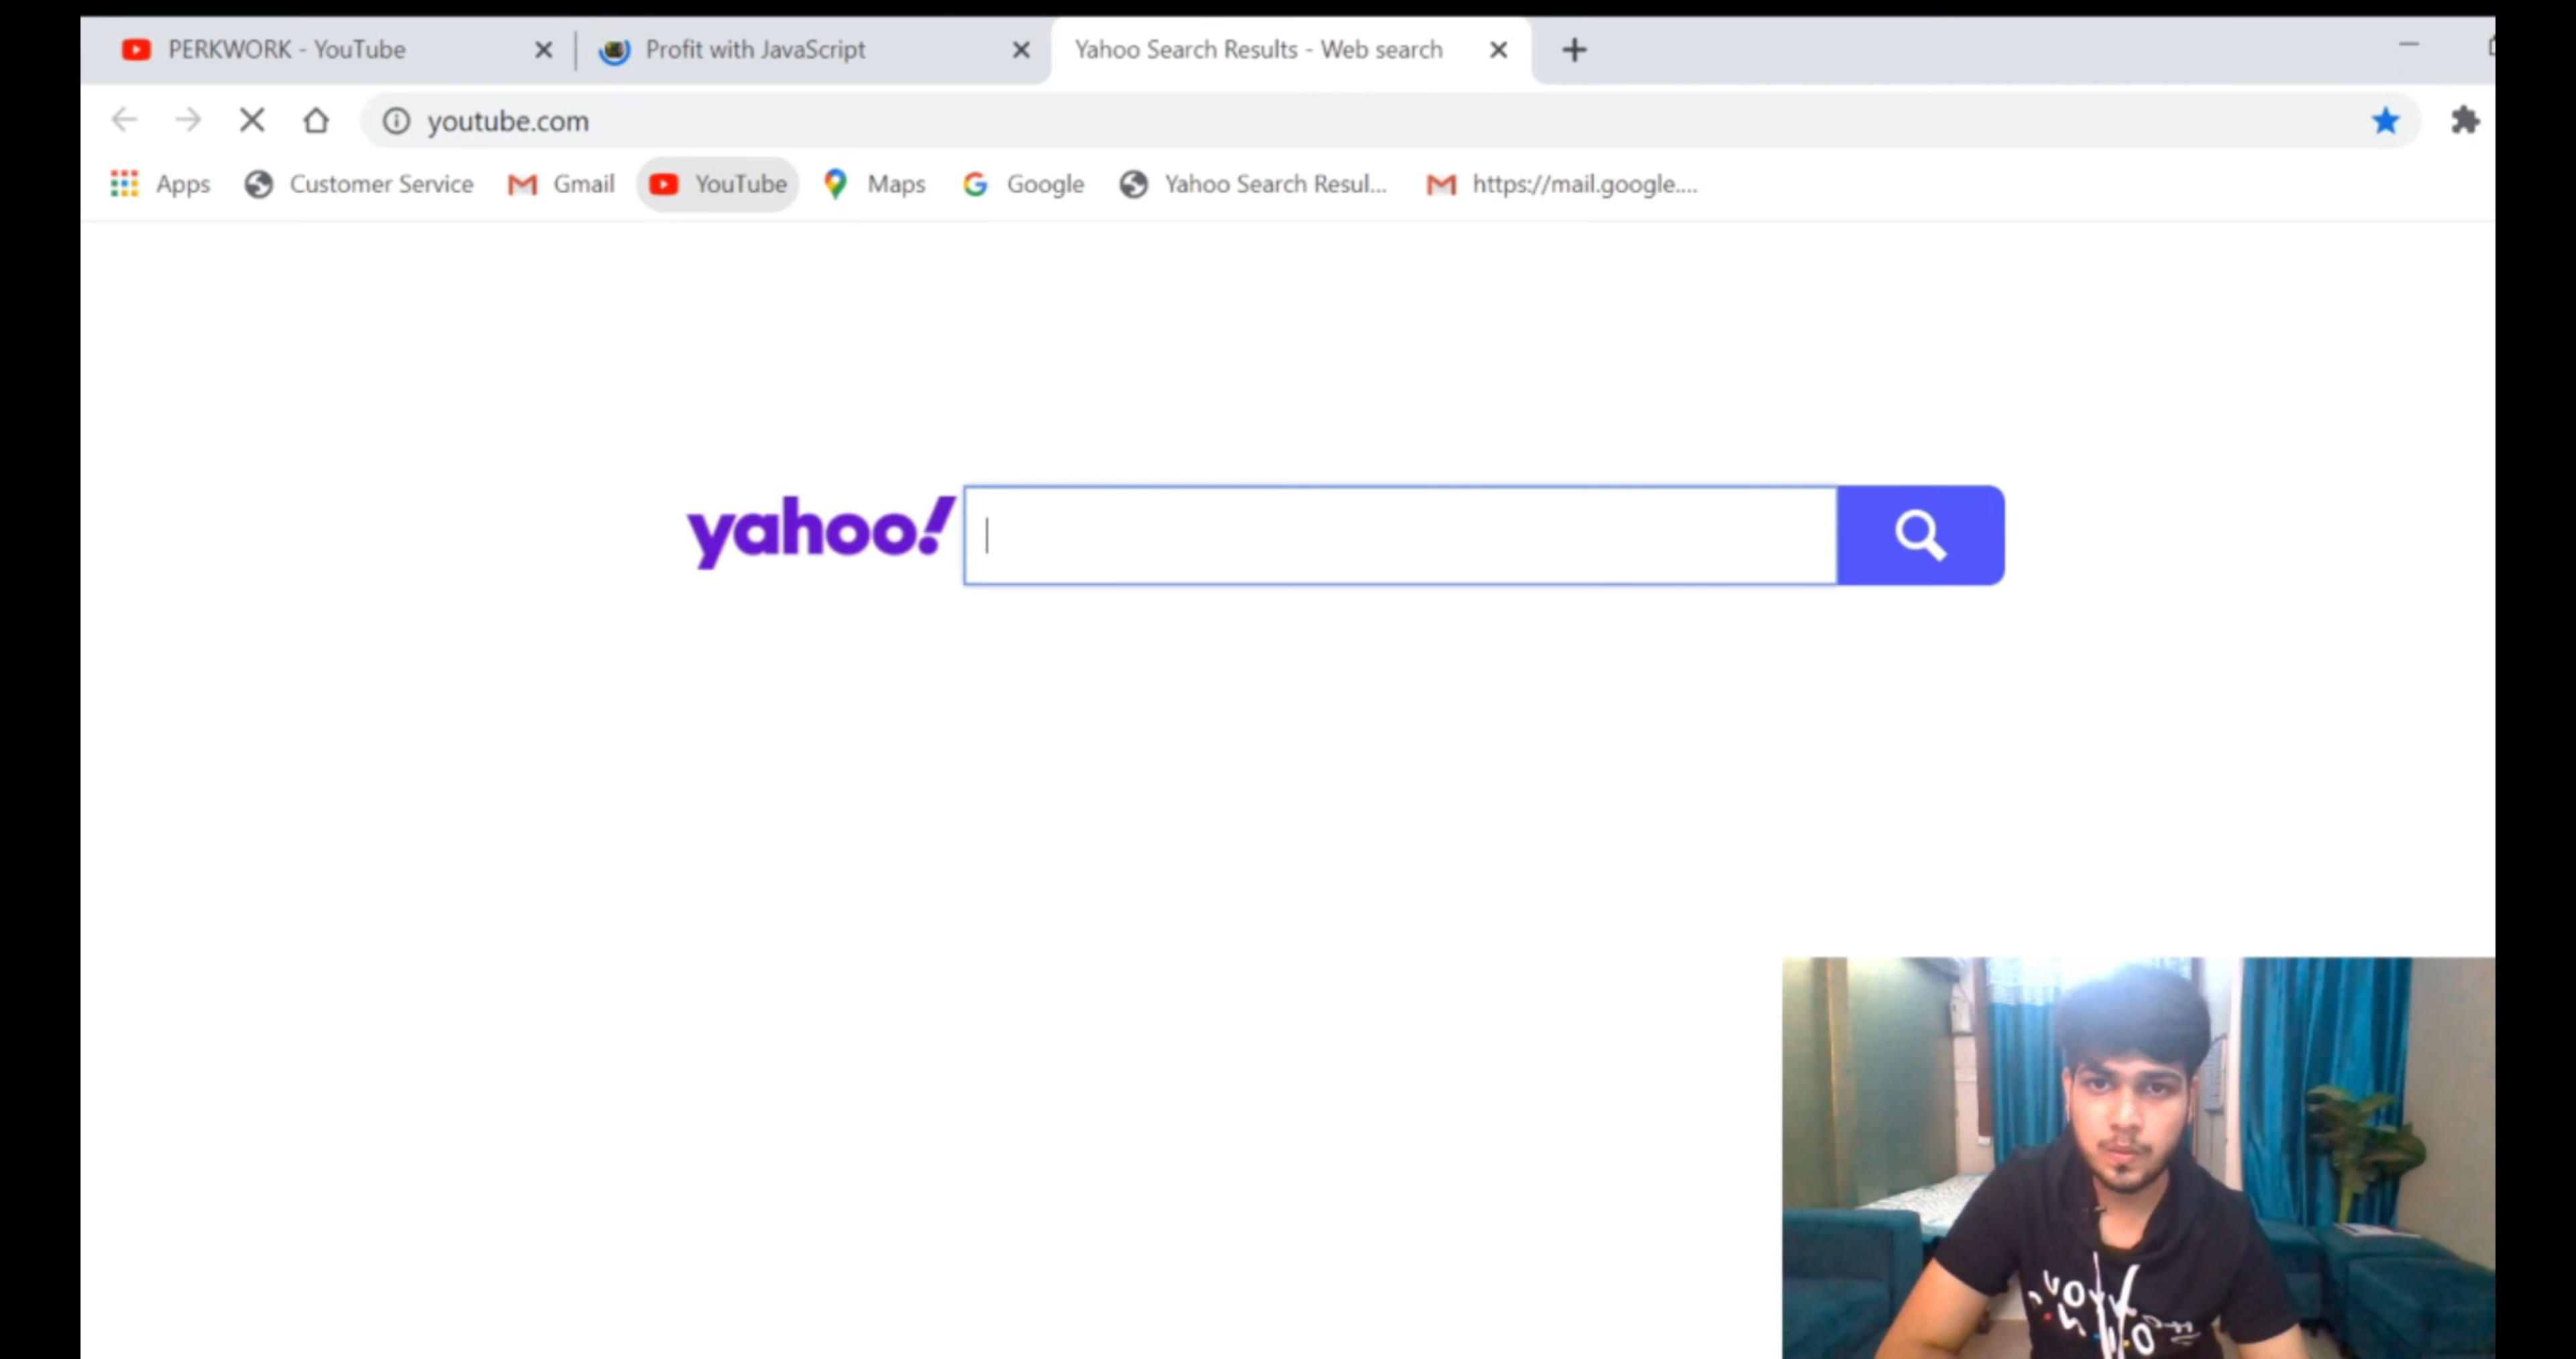 PERKWORK - YouTube
Profit with JavaScript
Yahoo Search Results - Web search
youtube.com
Apps
Customer Service
Gmail
YouTube
Maps
Google
Yahoo Search Resul...
https://mail.google....
yahoo!